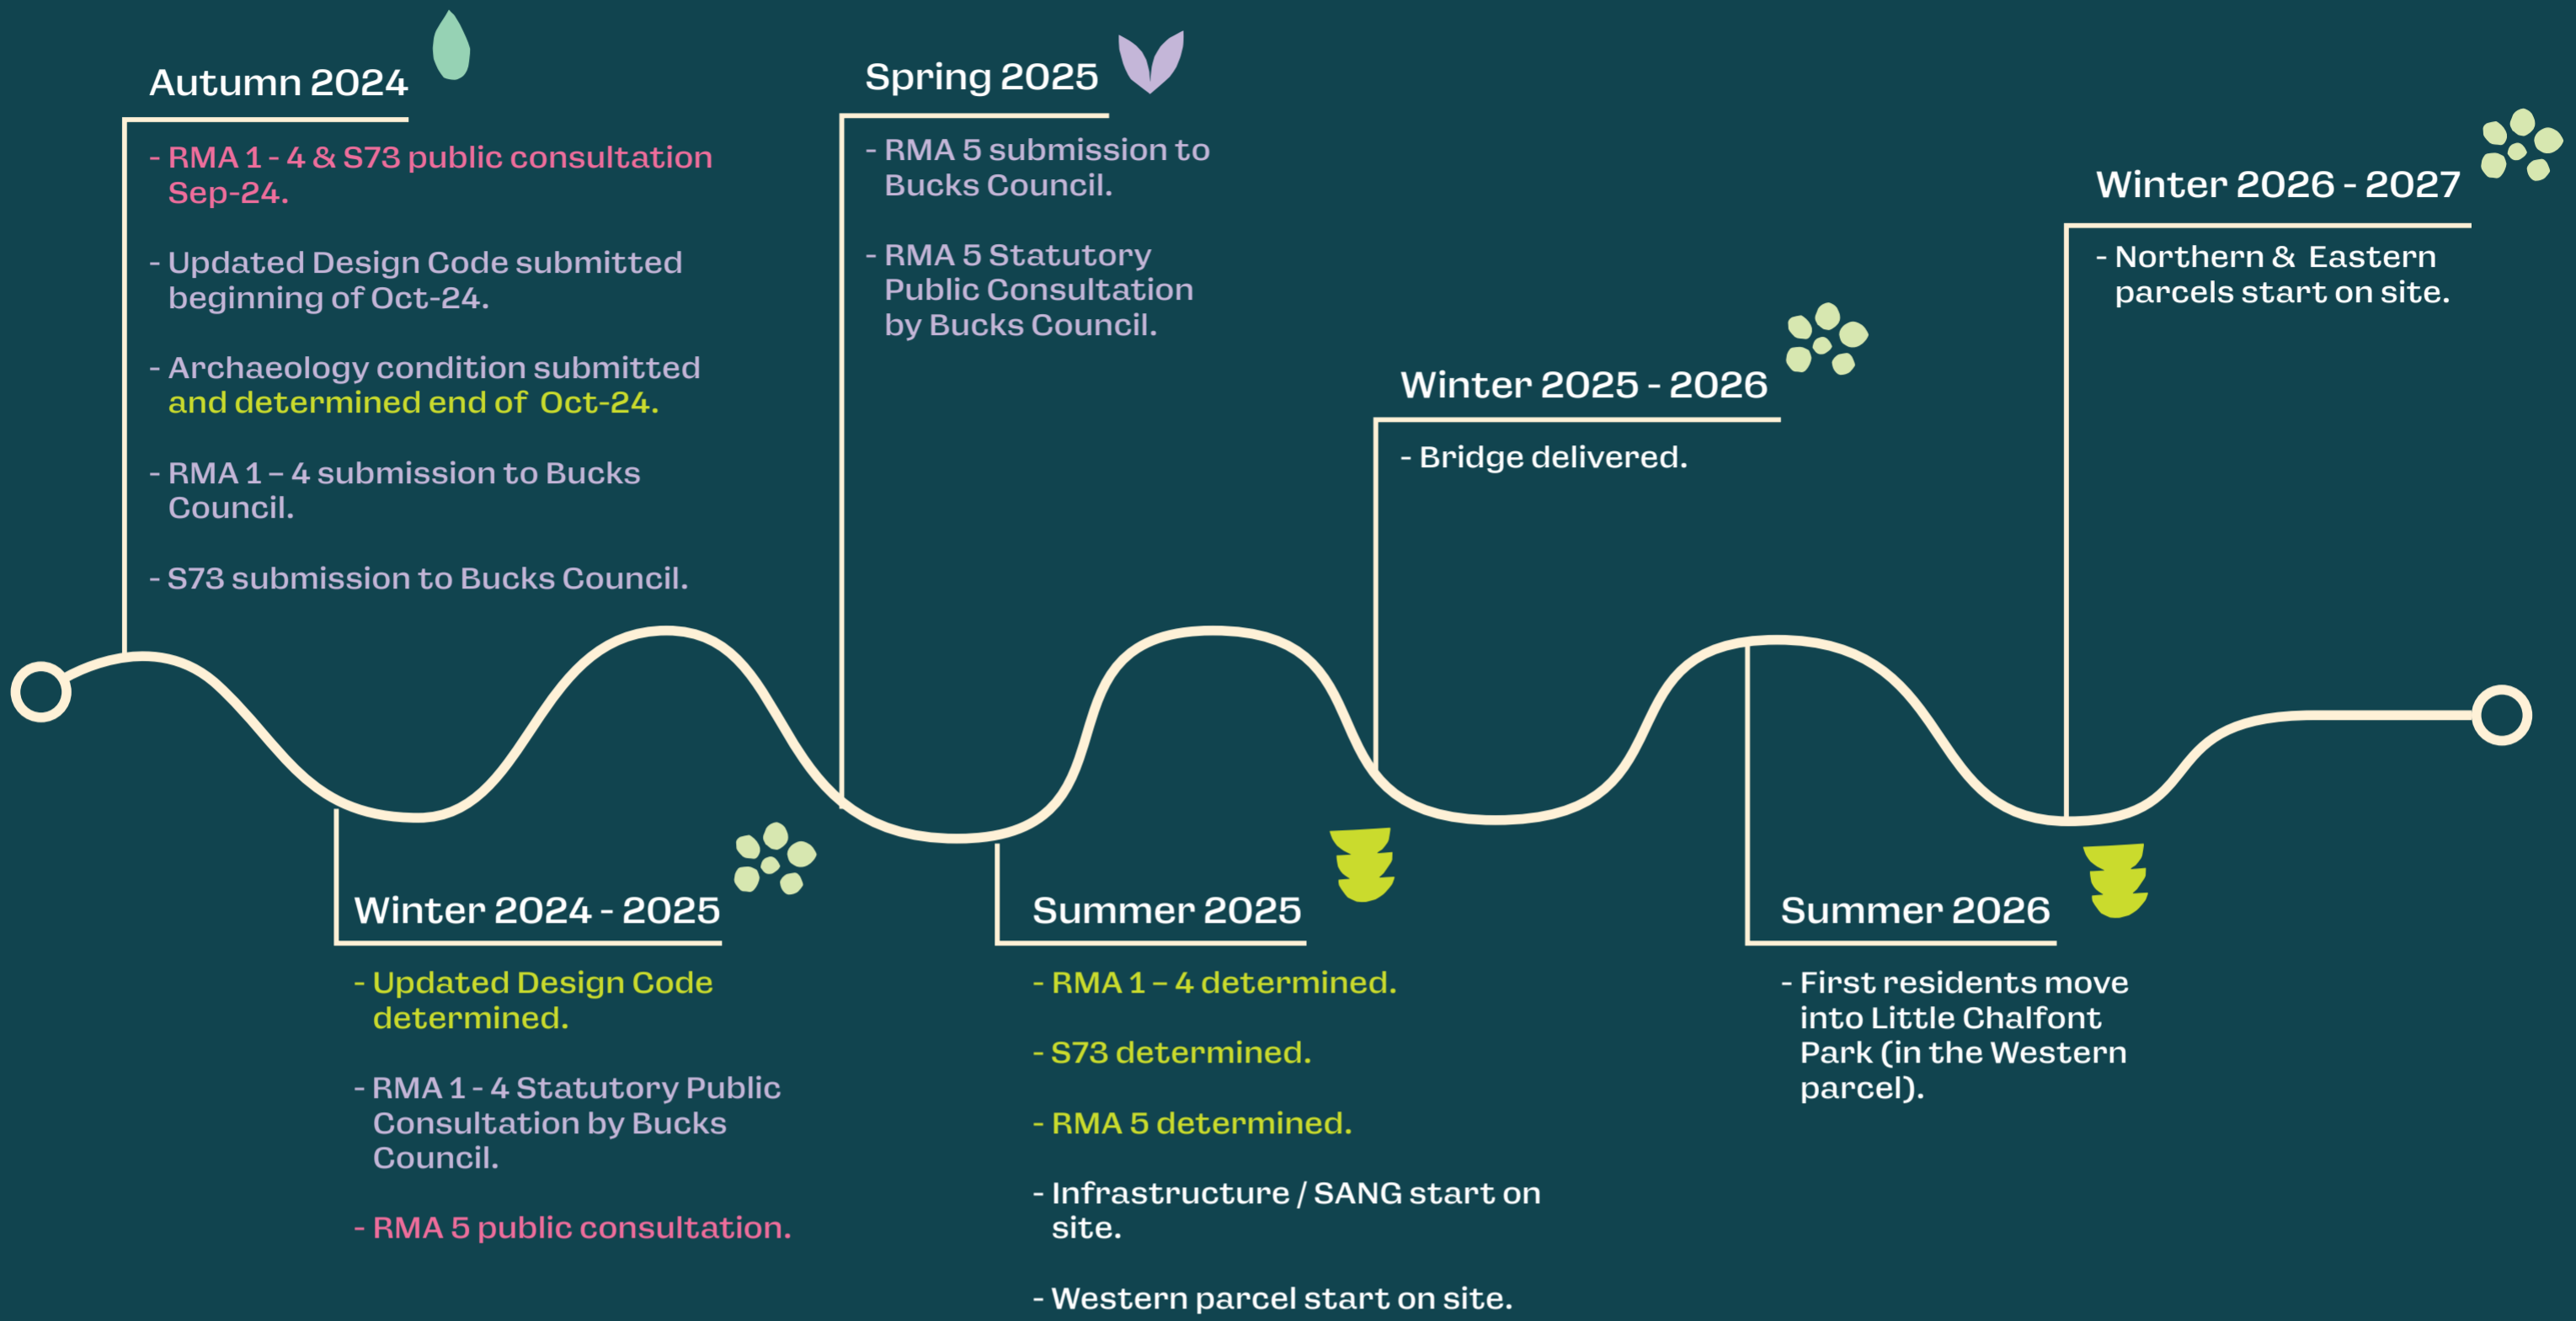 Autumn 2024
- RMA 1 - 4 & S73 public consultation
Sep-24.
- Updated Design Code submitted
beginning of Oct-24.
- Archaeology condition submitted
and determined end of Oct-24.
- RMA 1 – 4 submission to Bucks
Council.
- S73 submission to Bucks Council.
Winter 2024 - 2025
- Updated Design Code
determined.
- RMA 1 - 4 Statutory Public
Consultation by Bucks
Council.
- RMA 5 public consultation.
Spring 2025
- RMA 5 submission to
Bucks Council.
- RMA 5 Statutory
Public Consultation
by Bucks Council.
Summer 2025
- RMA 1 – 4 determined.
- S73 determined.
- RMA 5 determined.
- Infrastructure / SANG start on
site.
- Western parcel start on site.
Winter 2025 - 2026
- Bridge delivered.
Summer 2026
- First residents move
into Little Chalfont
Park (in the Western
parcel).
Winter 2026 - 2027
- Northern & Eastern
parcels start on site.